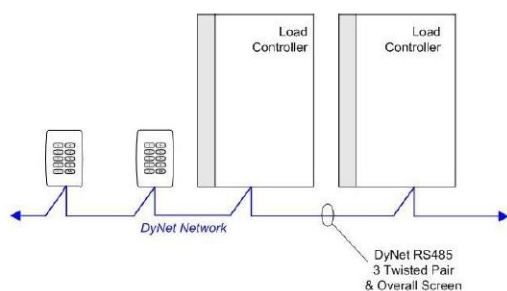 Load
Controller
Load
Controller
DyNet Network
DyNet RS485
3 Twisted Pair
& Overall Screen